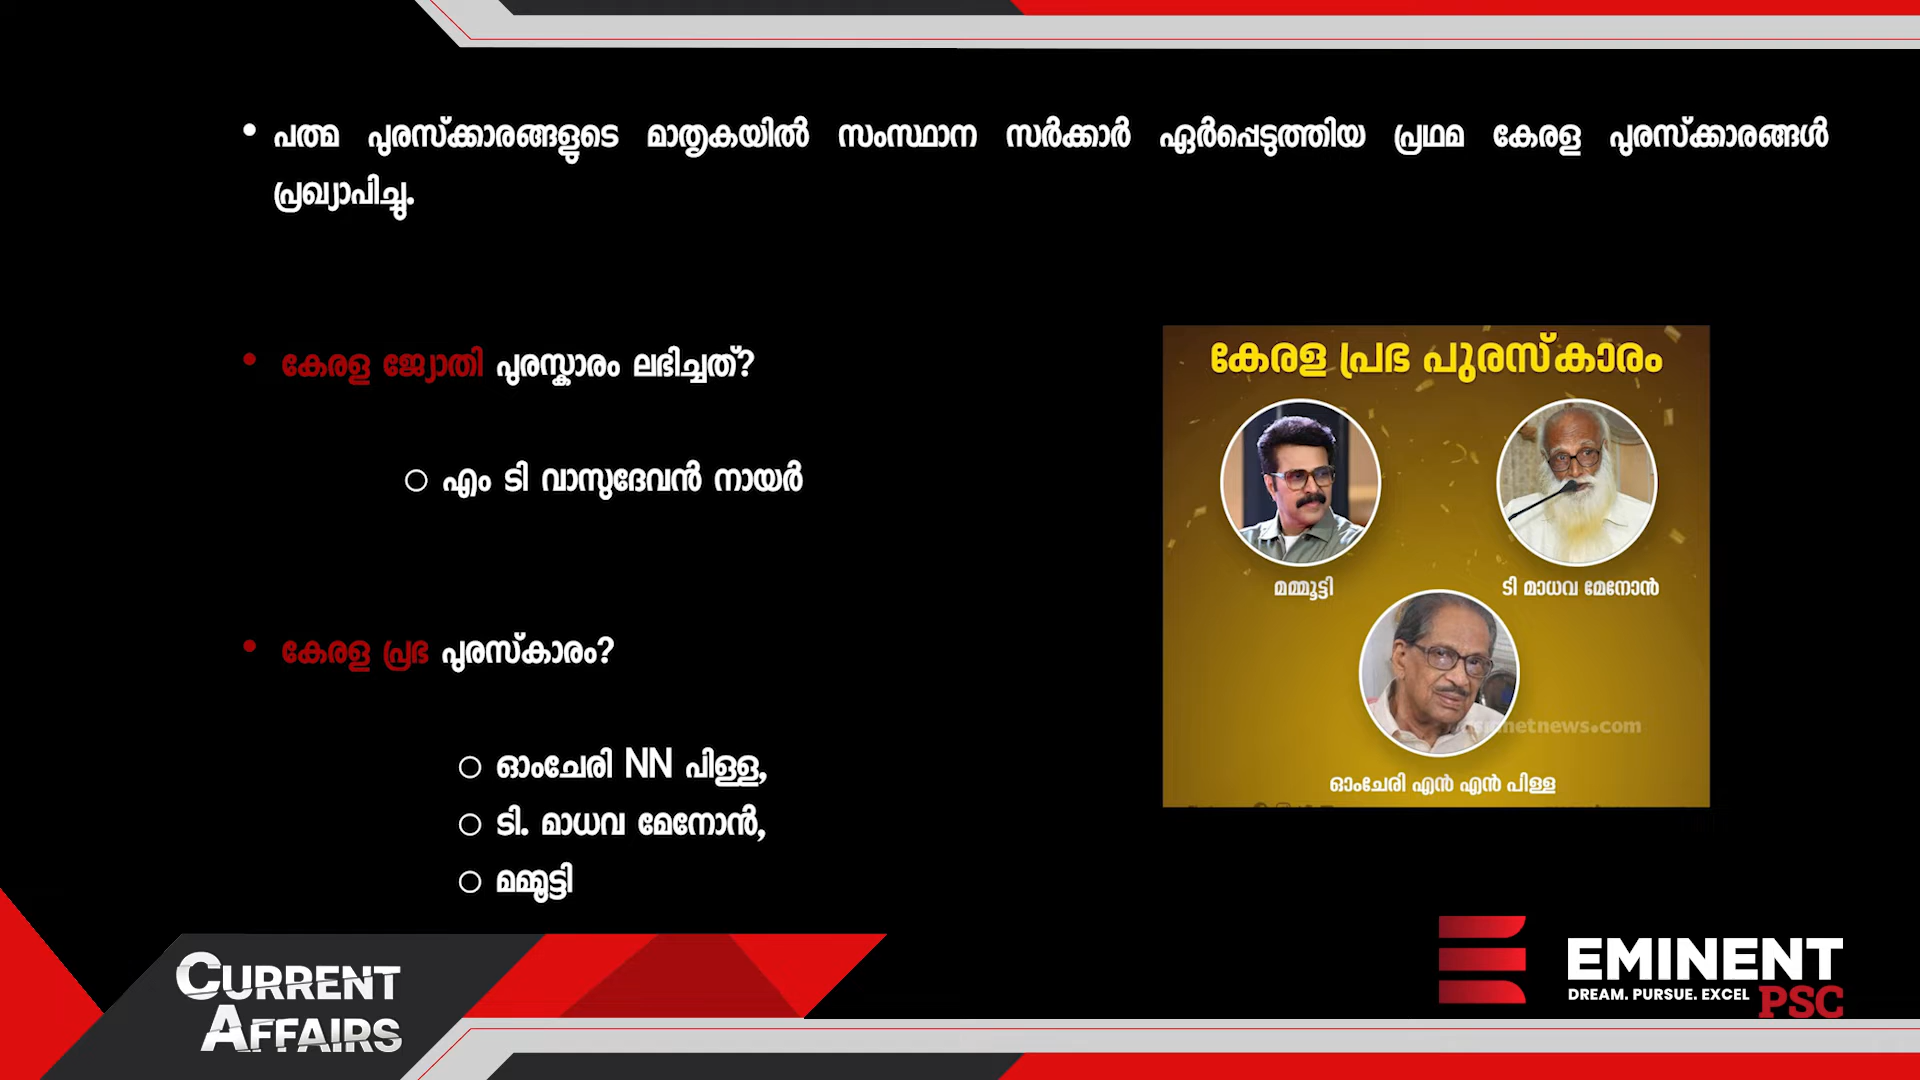 • പത്മ പുരസ്ക്കാരങ്ങളുടെ മാതൃകയിൽ സംസ്ഥാന സർക്കാർ ഏർപ്പെടുത്തിയ പ്രഥമ കേരള പുരസ്ക്കാരങ്ങൾ
പ്രഖ്യാപിച്ചു.
• കേരള ജ്യോതി പുരസ്കാരം ലഭിച്ചത്?
○ എം ടി വാസുദേവൻ നായർ
• കേരള പ്രഭ പുരസ്കാരം?
○ ഓംചേരി NN പിള്ള,
○ ടി. മാധവ മേനോൻ,
○ മമ്മൂട്ടി
കേരള പ്രഭ പുരസ്കാരം
മമ്മൂട്ടി
ടി മാധവ മേനോൻ
ഓംചേരി എൻ എൻ പിള്ള
CURRENT
AFFAIRS
EMINENT
DREAM. PURSUE. EXCEL PSC